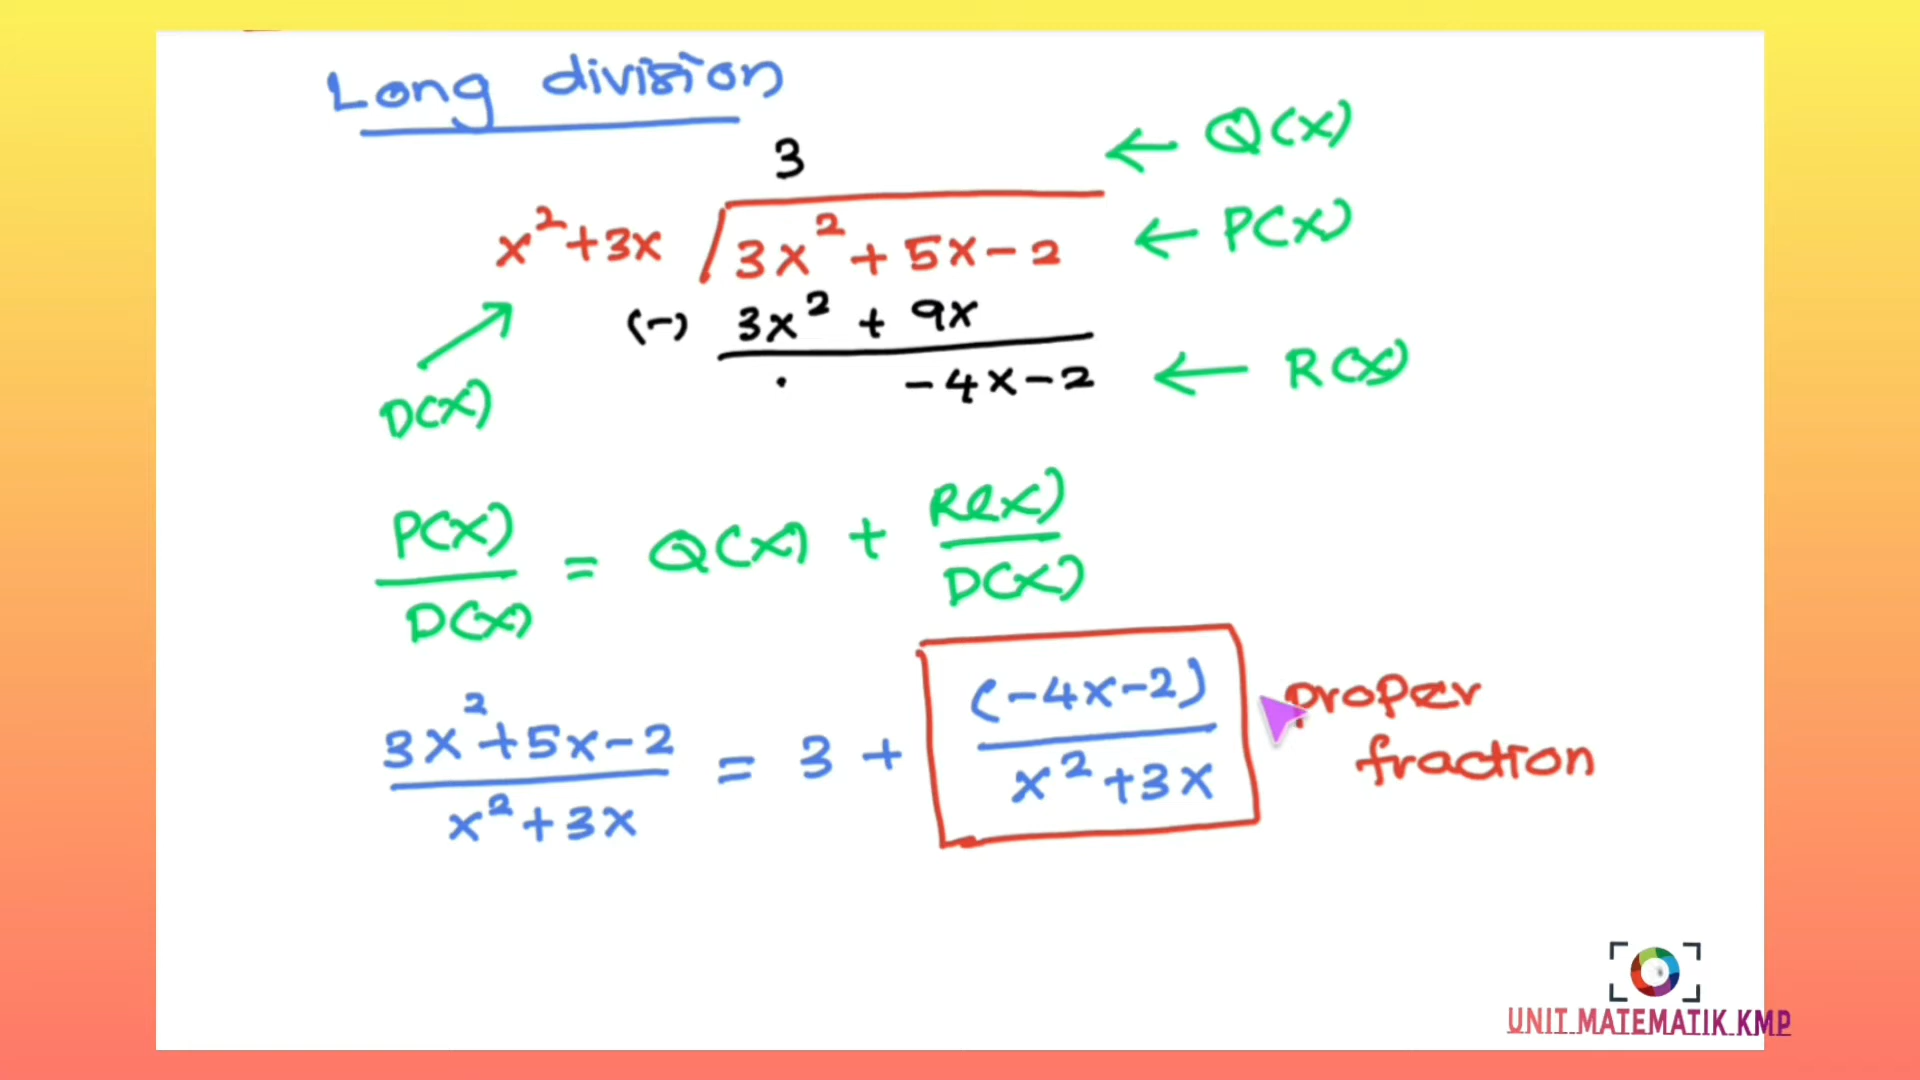 Long division
3 ← Q(x)
x²+3x 3x² + 5x - 2 ← P(x)
(-) 3x² + 9x
- 4x - 2 ← R(x)
D(x)
P(x)/D(x) = Q(x) + R(x)/D(x)
3x²+5x-2/x²+3x = 3 + (-4x-2)/x²+3x proper fraction
UNIT.MATEMATIK.KMP